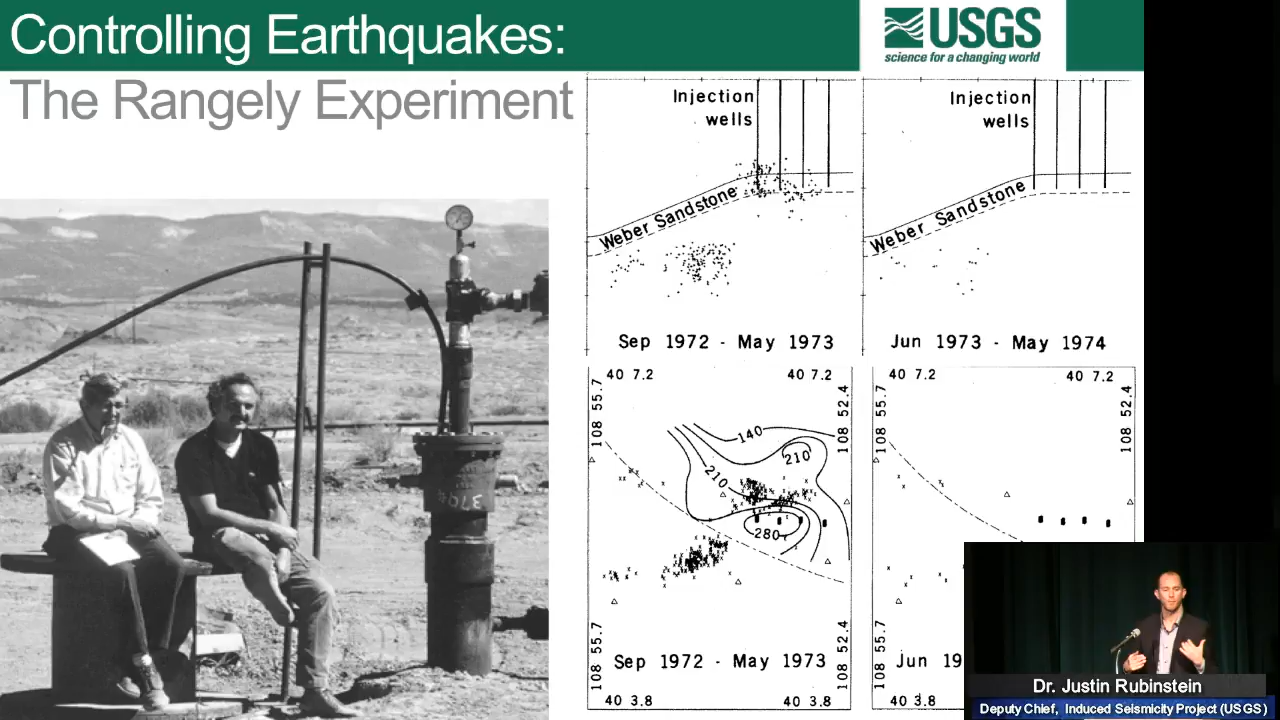 Controlling Earthquakes:
The Rangely Experiment
USGS
science for a changing world
Injection
wells
Weber Sandstone
Sep 1972 - May 1973
Injection
wells
Weber Sandstone
Jun 1973 - May 1974
40 7.2
40 7.2
108 55.7
108 52.4
140
210
210
280
108 55.7
108 52.4
Sep 1972 - May 1973
40 3.8
40 3.8
40 7.2
40 7.2
108 55.7
108 52.4
108 55.7
Jun 19
40 3.8
Dr. Justin Rubinstein
Deputy Chief, Induced Seismicity Project (USGS)